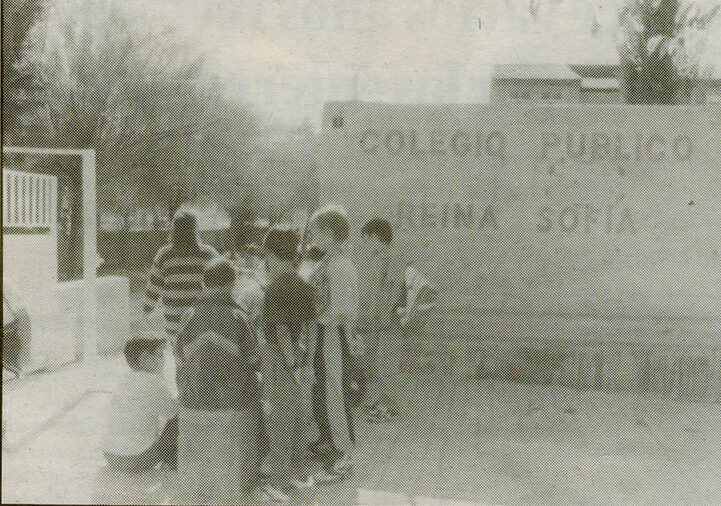 COLEGIO PUBLICO
REINA SOFIA